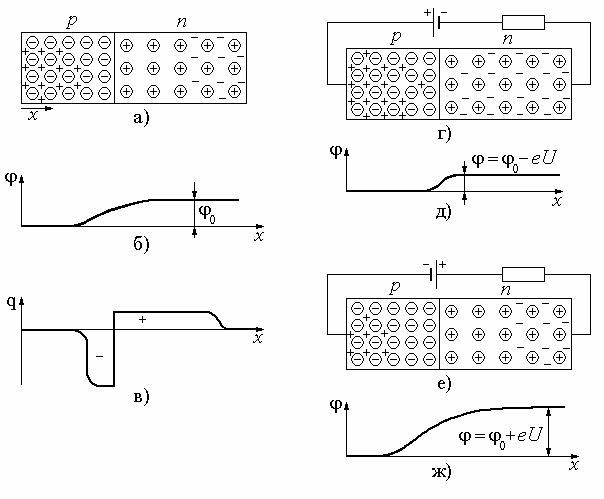 p n
x
а)
φ
φ₀
x
б)
q
+
−
x
в)
+ −
p n
г)
φ
φ = φ₀ − eU
x
д)
− +
p n
е)
φ
φ = φ₀ + eU
x
ж)